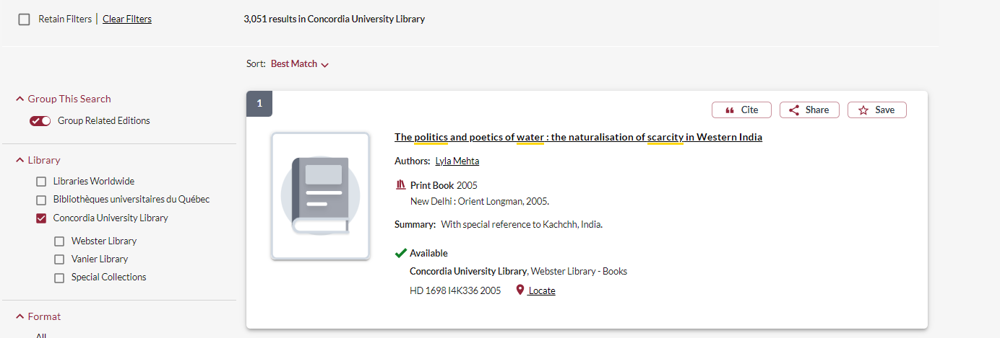 Retain Filters | Clear Filters
3,051 results in Concordia University Library
Sort: Best Match
Group This Search
Group Related Editions
Library
Libraries Worldwide
Bibliothèques universitaires du Québec
Concordia University Library
Webster Library
Vanier Library
Special Collections
Format
All
1
Cite
Share
Save
The politics and poetics of water : the naturalisation of scarcity in Western India
Authors: Lyla Mehta
Print Book 2005
New Delhi : Orient Longman, 2005.
Summary: With special reference to Kachchh, India.
Available
Concordia University Library, Webster Library - Books
HD 1698 I4K336 2005 Locate